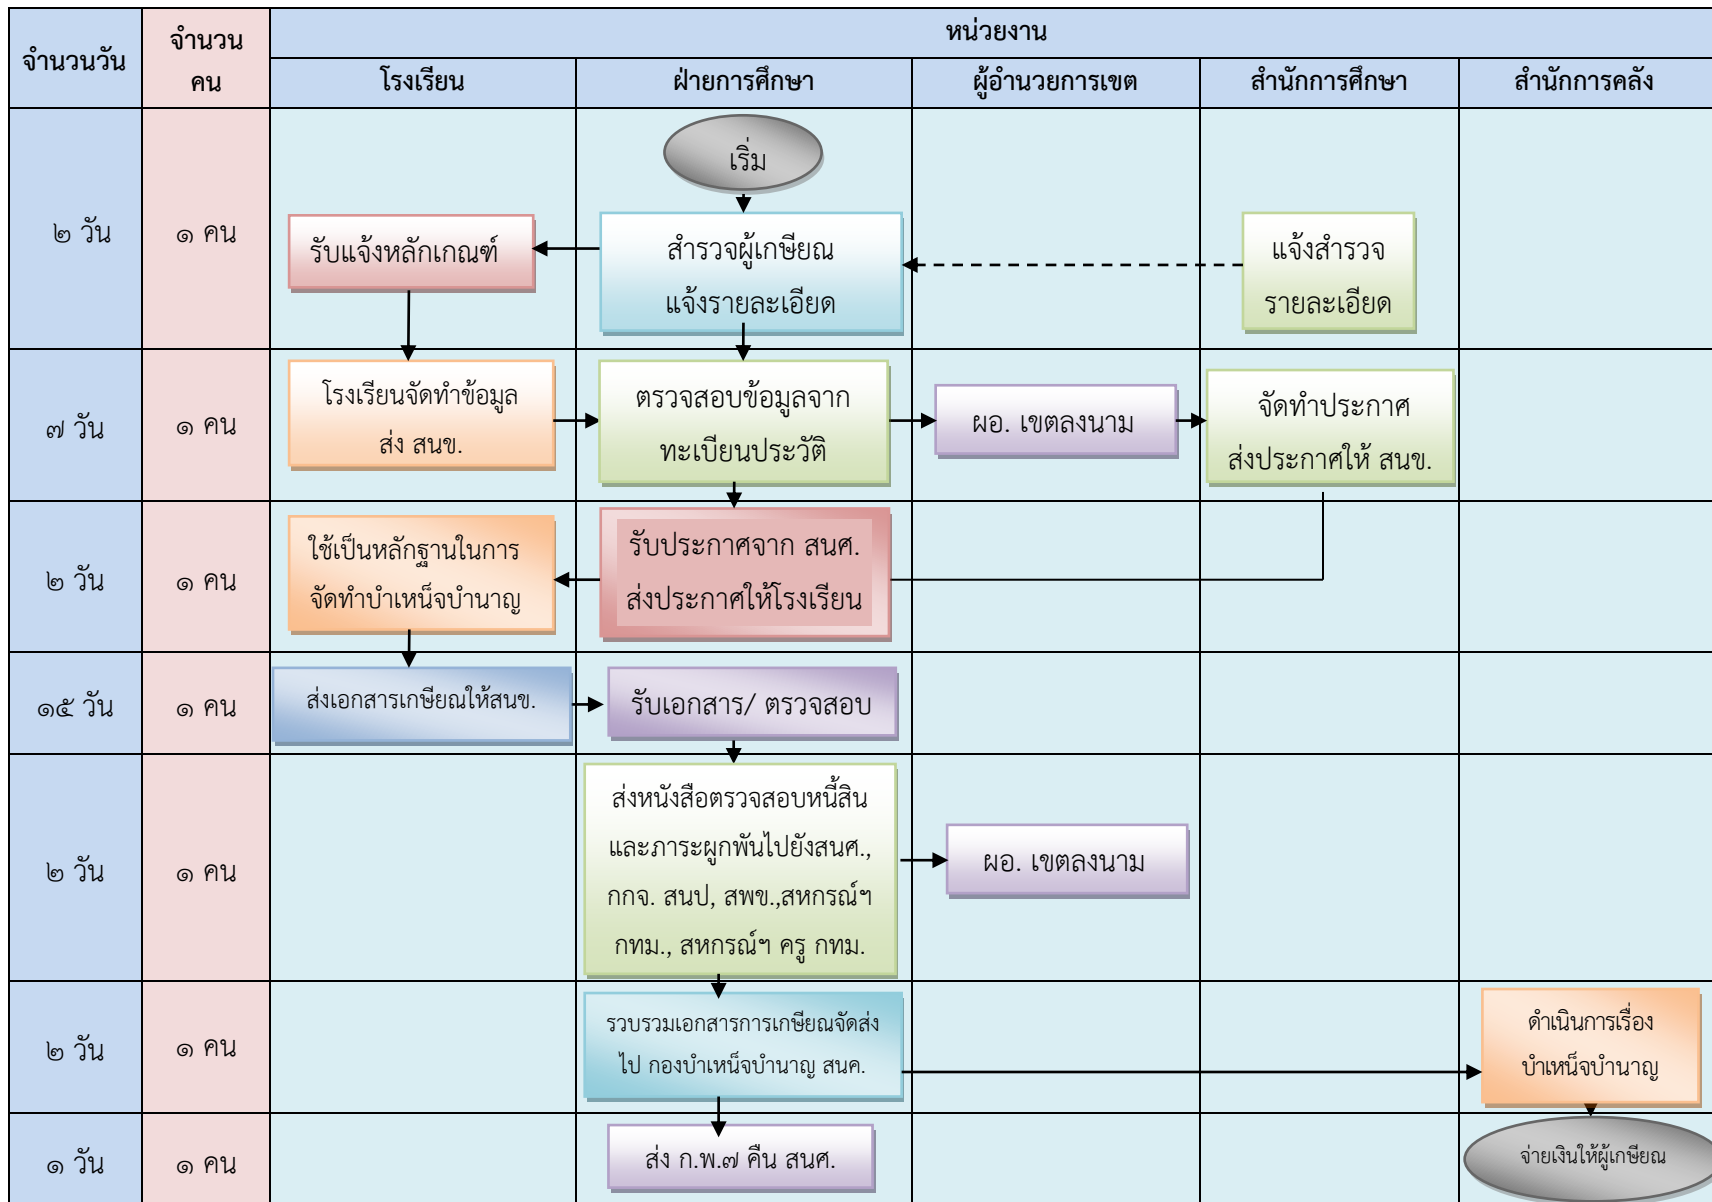 จำนวนวัน
จำนวน
คน
หน่วยงาน
โรงเรียน
ฝ่ายการศึกษา
ผู้อำนวยการเขต
สำนักการศึกษา
สำนักการคลัง
๒ วัน
๑ คน
เริ่ม
รับแจ้งหลักเกณฑ์
สำรวจผู้เกษียณ
แจ้งรายละเอียด
แจ้งสำรวจ
รายละเอียด
๗ วัน
๑ คน
โรงเรียนจัดทำข้อมูล
ส่ง สนข.
ตรวจสอบข้อมูลจาก
ทะเบียนประวัติ
ผอ. เขตลงนาม
จัดทำประกาศ
ส่งประกาศให้ สนข.
๒ วัน
๑ คน
ใช้เป็นหลักฐานในการ
จัดทำบำเหน็จบำนาญ
รับประกาศจาก สนศ.
ส่งประกาศให้โรงเรียน
๑๕ วัน
๑ คน
ส่งเอกสารเกษียณให้สนข.
รับเอกสาร/ ตรวจสอบ
๒ วัน
๑ คน
ส่งหนังสือตรวจสอบหนี้สิน
และภาระผูกพันไปยังสนศ.,
กกจ. สนป, สพข.,สหกรณ์ฯ
กทม., สหกรณ์ฯ ครู กทม.
ผอ. เขตลงนาม
๒ วัน
๑ คน
รวบรวมเอกสารการเกษียณจัดส่ง
ไป กองบำเหน็จบำนาญ สนค.
ดำเนินการเรื่อง
บำเหน็จบำนาญ
๑ วัน
๑ คน
ส่ง ก.พ.๗ คืน สนศ.
จ่ายเงินให้ผู้เกษียณ